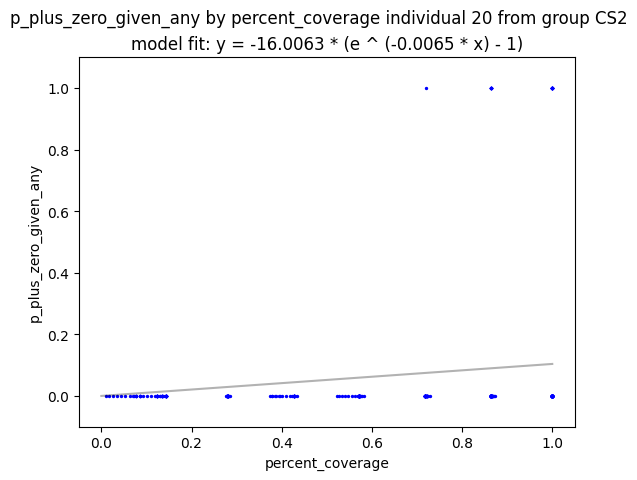 p_plus_zero_given_any by percent_coverage individual 20 from group CS2
model fit: y = -16.0063 * (e ^ (-0.0065 * x) - 1)
1.0
0.8
0.6
0.4
0.2
0.0
p_plus_zero_given_any
0.0 0.2 0.4 0.6 0.8 1.0
percent_coverage